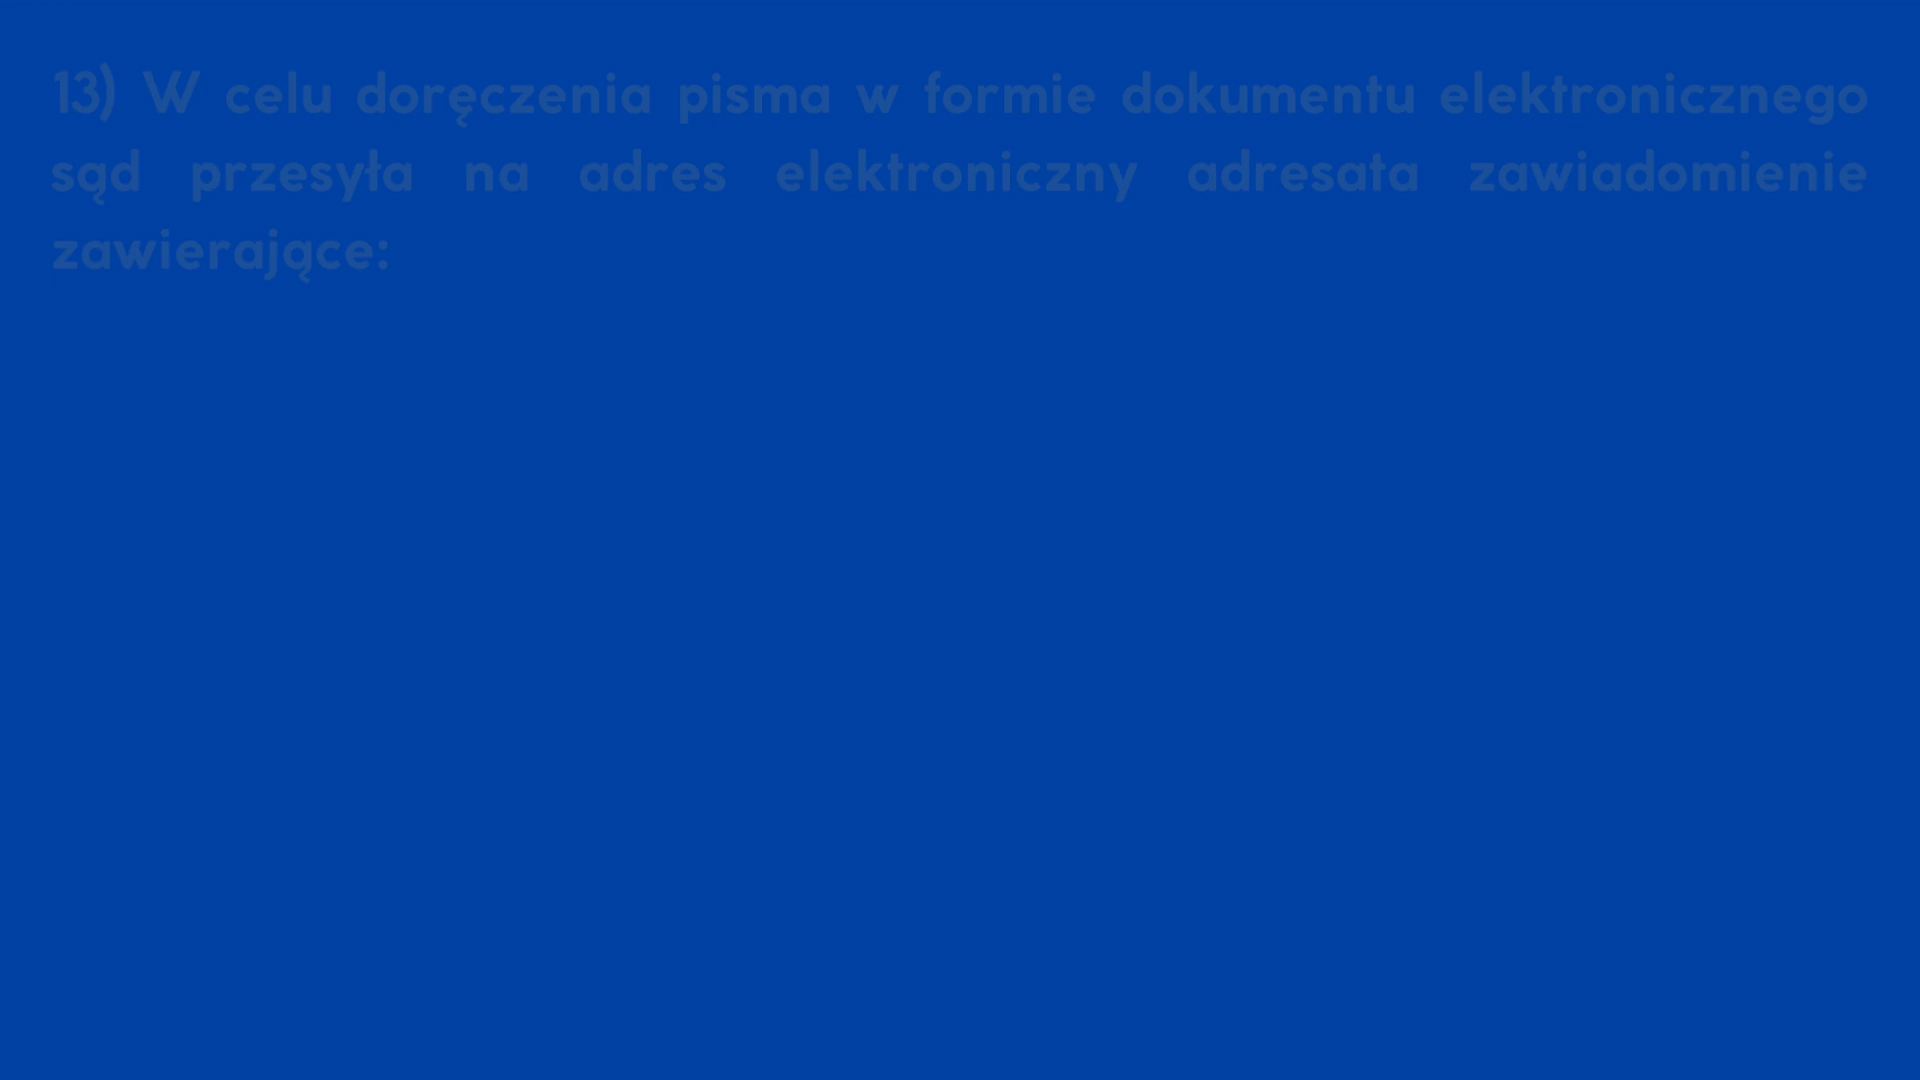 13) W celu doręczenia pisma w formie dokumentu elektronicznego
sąd przesyła na adres elektroniczny adresata zawiadomienie
zawierające: